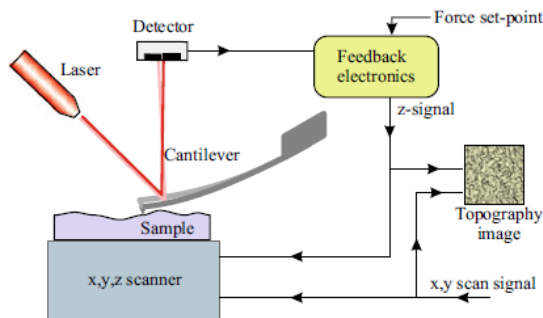 Detector
Force set-point
Laser
Feedback
electronics
z-signal
Cantilever
Sample
Topography
image
x,y,z scanner
x,y scan signal